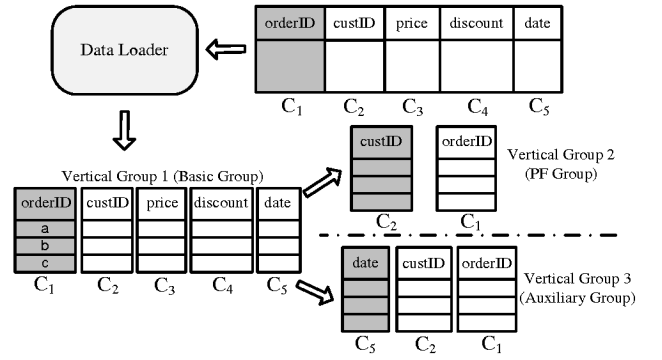 orderID custID price discount date
Data Loader
C1 C2 C3 C4 C5
custID orderID
Vertical Group 2
(PF Group)
Vertical Group 1 (Basic Group)
orderID custID price discount date
C2 C1
a
b
c
date custID orderID
Vertical Group 3
(Auxiliary Group)
C1 C2 C3 C4 C5
C5 C2 C1